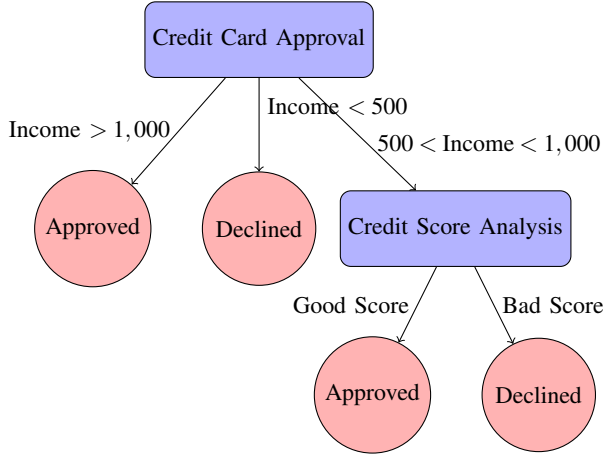 Credit Card Approval
Income > 1,000
Income < 500
500 < Income < 1,000
Approved
Declined
Credit Score Analysis
Good Score
Bad Score
Approved
Declined